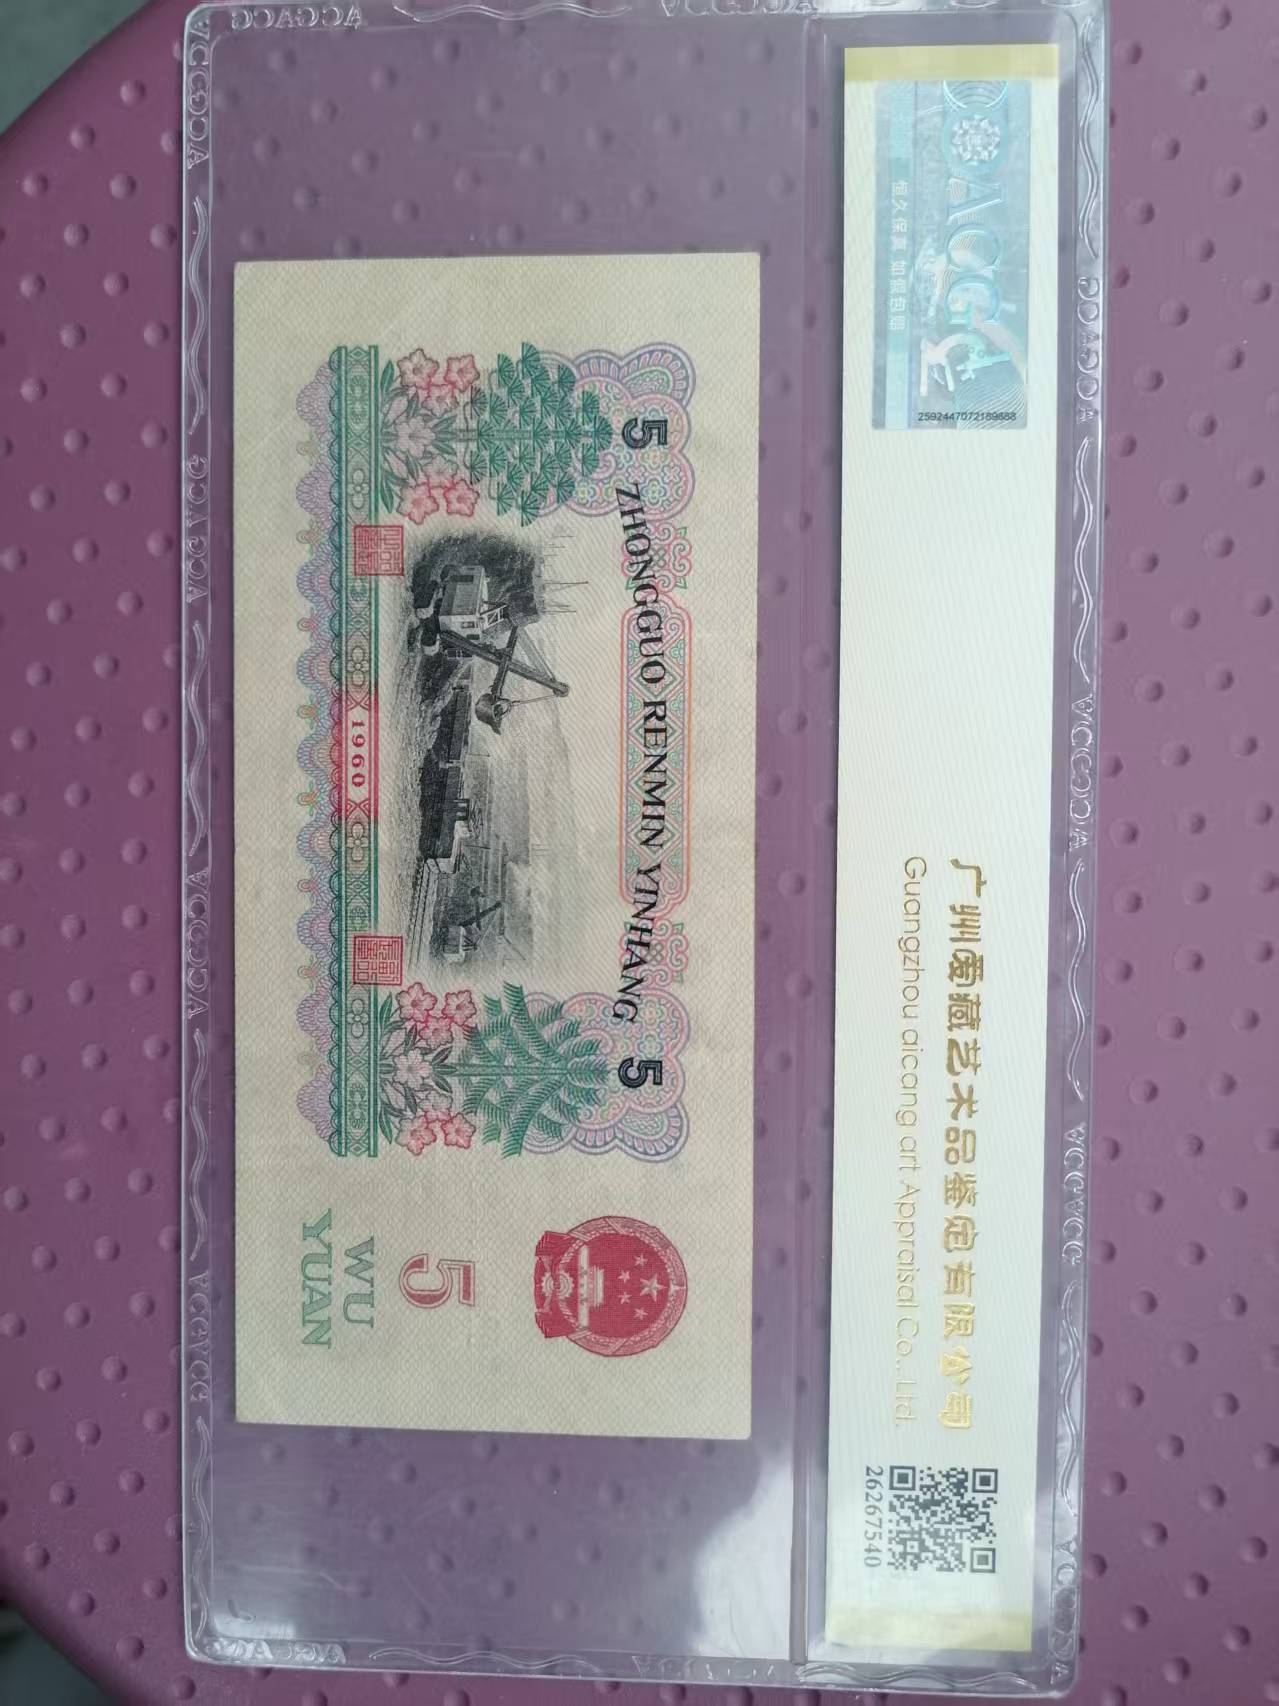 ACG
恒久保真 如假包赔
2592447072189888
广州爱藏艺术品鉴定有限公司
Guangzhou aicang art Appraisal Co., Ltd.
26267540
5 ZHONGGUO RENMIN YINHANG 5
1960
5
WU
YUAN